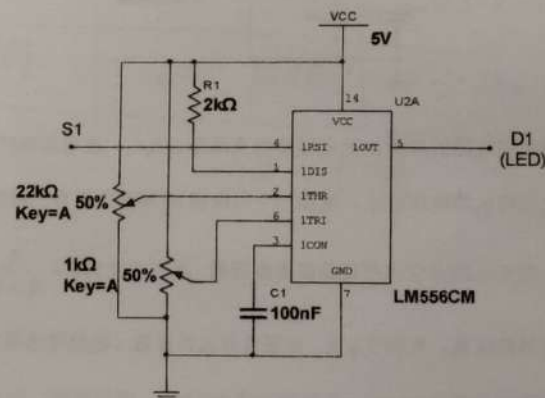 VCC
5V
R1
2kΩ
14
U2A
VCC
S1
4
1RST
1OUT
5
D1
(LED)
1
1DIS
22kΩ
Key=A
50%
2
1THR
6
1TRI
3
1CON
1kΩ
Key=A
50%
C1
100nF
GND
7
LM556CM